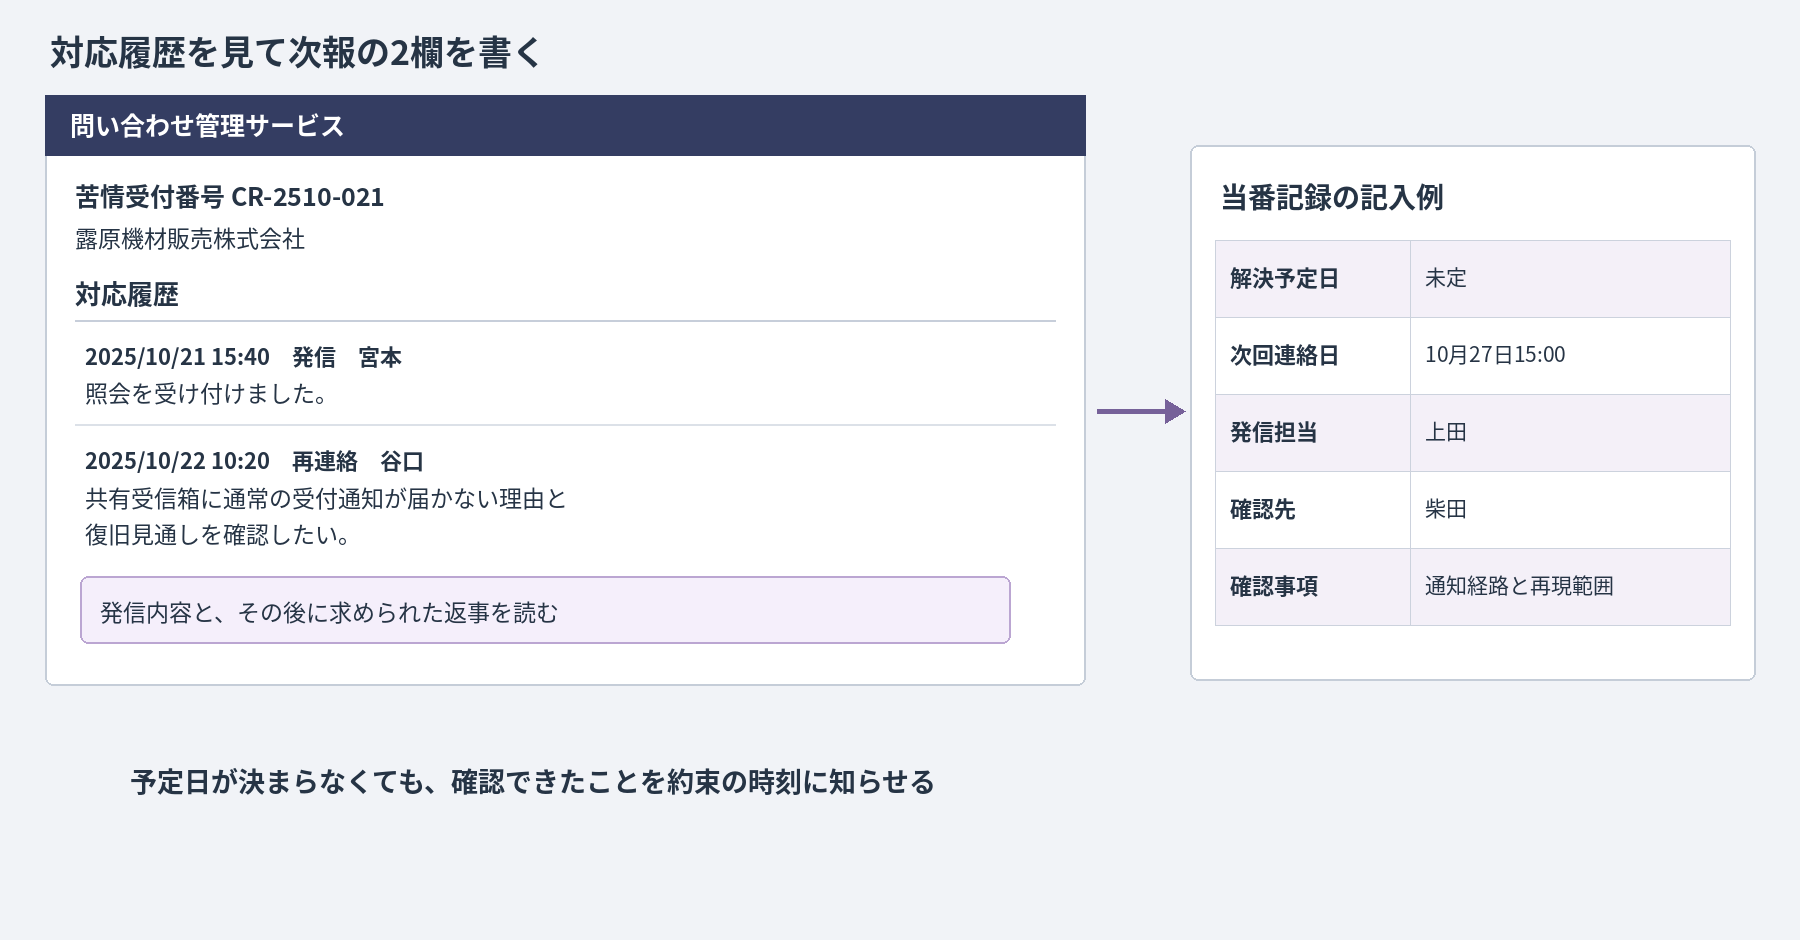 対応履歴を見て次報の2欄を書く
問い合わせ管理サービス
苦情受付番号 CR-2510-021
露原機材販売株式会社
対応履歴
2025/10/21 15:40　発信　宮本
照会を受け付けました。
2025/10/22 10:20　再連絡　谷口
共有受信箱に通常の受付通知が届かない理由と
復旧見通しを確認したい。
発信内容と、その後に求められた返事を読む
当番記録の記入例
解決予定日　未定
次回連絡日　10月27日15:00
発信担当　上田
確認先　柴田
確認事項　通知経路と再現範囲
予定日が決まらなくても、確認できたことを約束の時刻に知らせる